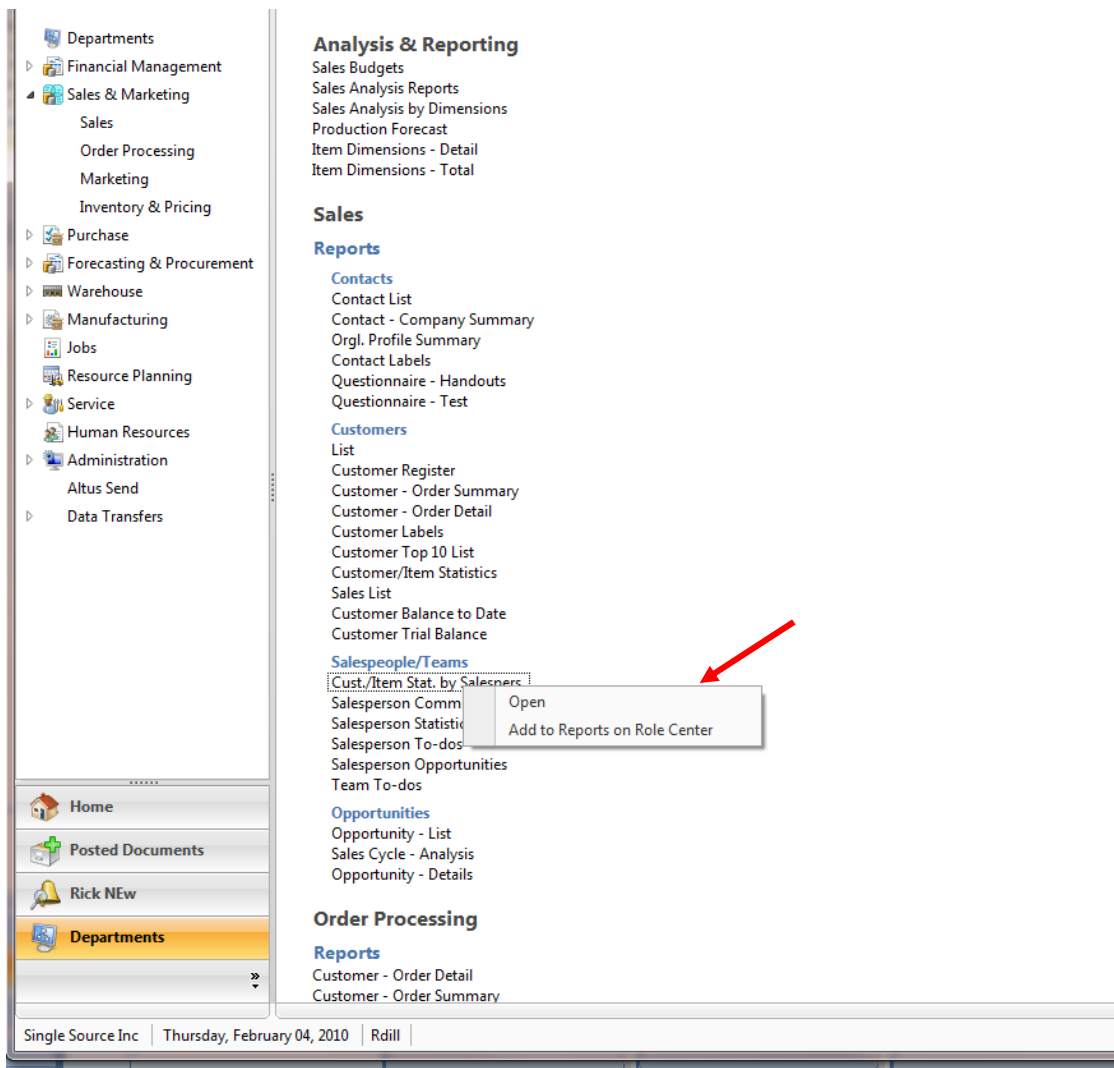 Departments
Financial Management
Sales & Marketing
Sales
Order Processing
Marketing
Inventory & Pricing
Purchase
Forecasting & Procurement
Warehouse
Manufacturing
Jobs
Resource Planning
Service
Human Resources
Administration
Altus Send
Data Transfers
Home
Posted Documents
Rick NEw
Departments
Analysis & Reporting
Sales Budgets
Sales Analysis Reports
Sales Analysis by Dimensions
Production Forecast
Item Dimensions - Detail
Item Dimensions - Total
Sales
Reports
Contacts
Contact List
Contact - Company Summary
Orgl. Profile Summary
Contact Labels
Questionnaire - Handouts
Questionnaire - Test
Customers
List
Customer Register
Customer - Order Summary
Customer - Order Detail
Customer Labels
Customer Top 10 List
Customer/Item Statistics
Sales List
Customer Balance to Date
Customer Trial Balance
Salespeople/Teams
Cust./Item Stat. by Salespers.
Salesperson Commi
Salesperson Statistic
Salesperson To-dos
Salesperson Opportunities
Team To-dos
Open
Add to Reports on Role Center
Opportunities
Opportunity - List
Sales Cycle - Analysis
Opportunity - Details
Order Processing
Reports
Customer - Order Detail
Customer - Order Summary
Single Source Inc
Thursday, February 04, 2010
Rdill